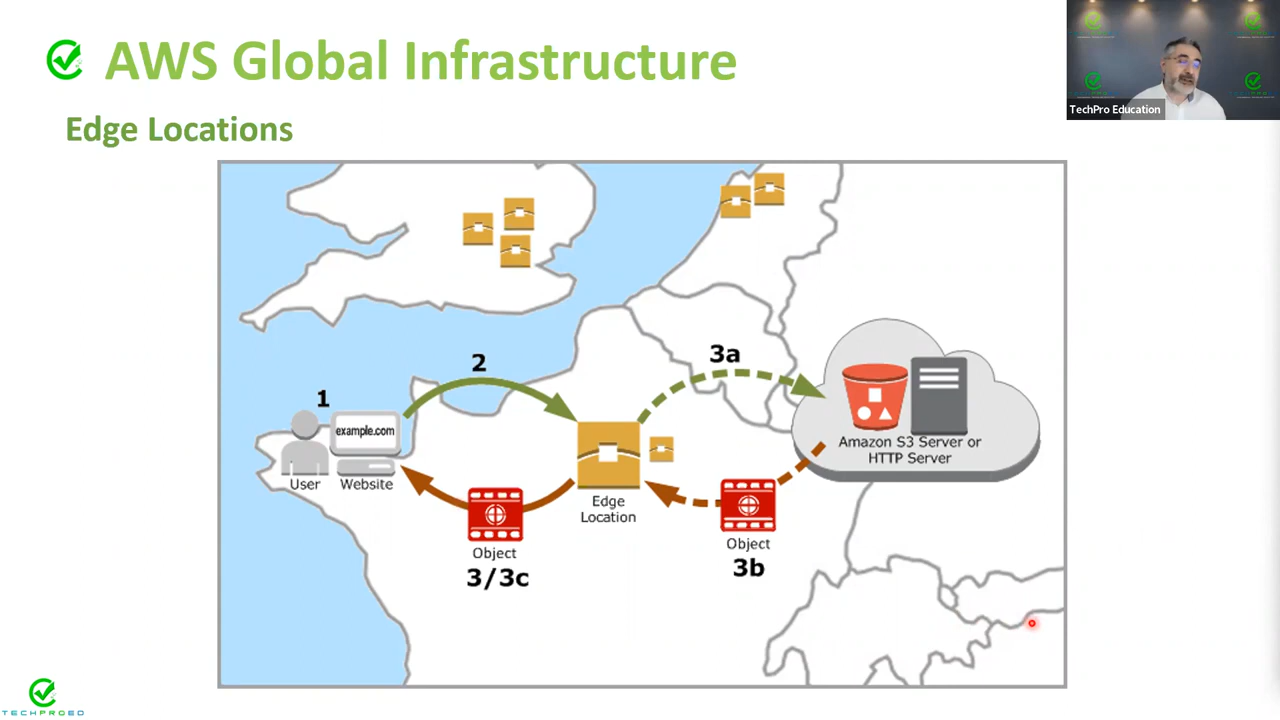 AWS Global Infrastructure
TechPro Education
Edge Locations
1
2
3a
example.com
User
Website
Edge
Location
Amazon S3 Server or
HTTP Server
Object
3/3c
Object
3b
TECHPROED